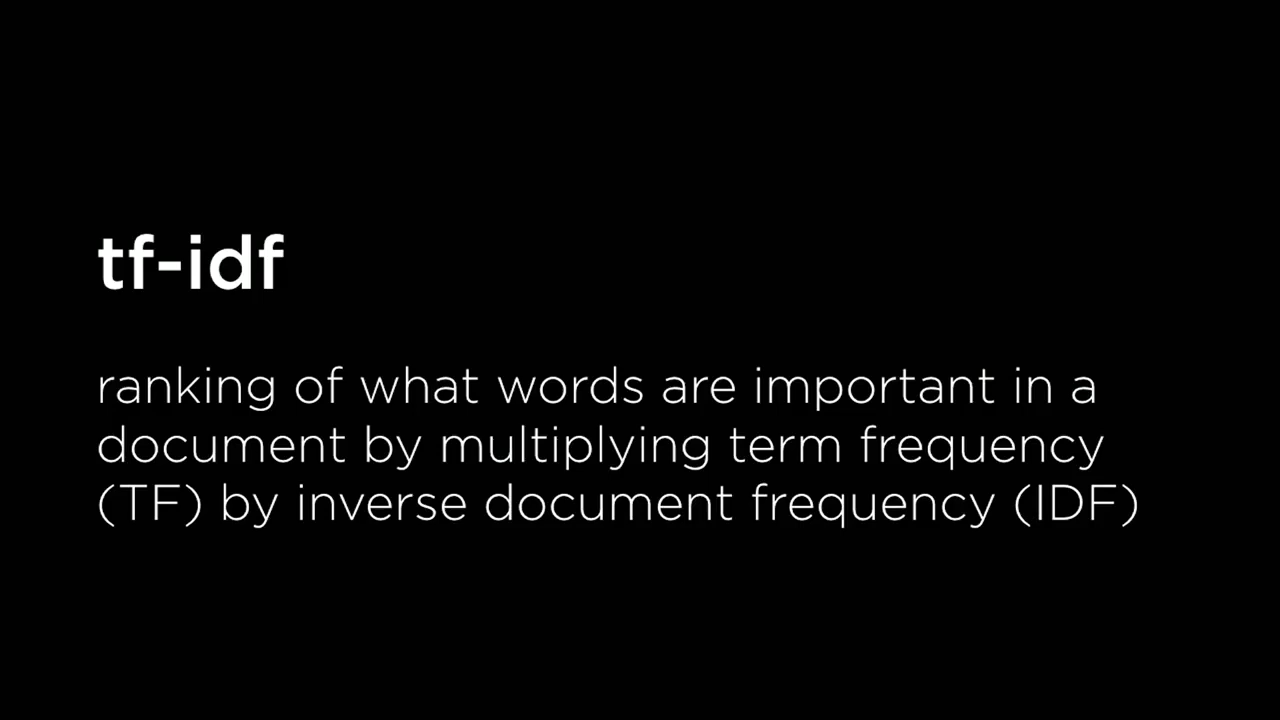 tf-idf
ranking of what words are important in a
document by multiplying term frequency
(TF) by inverse document frequency (IDF)